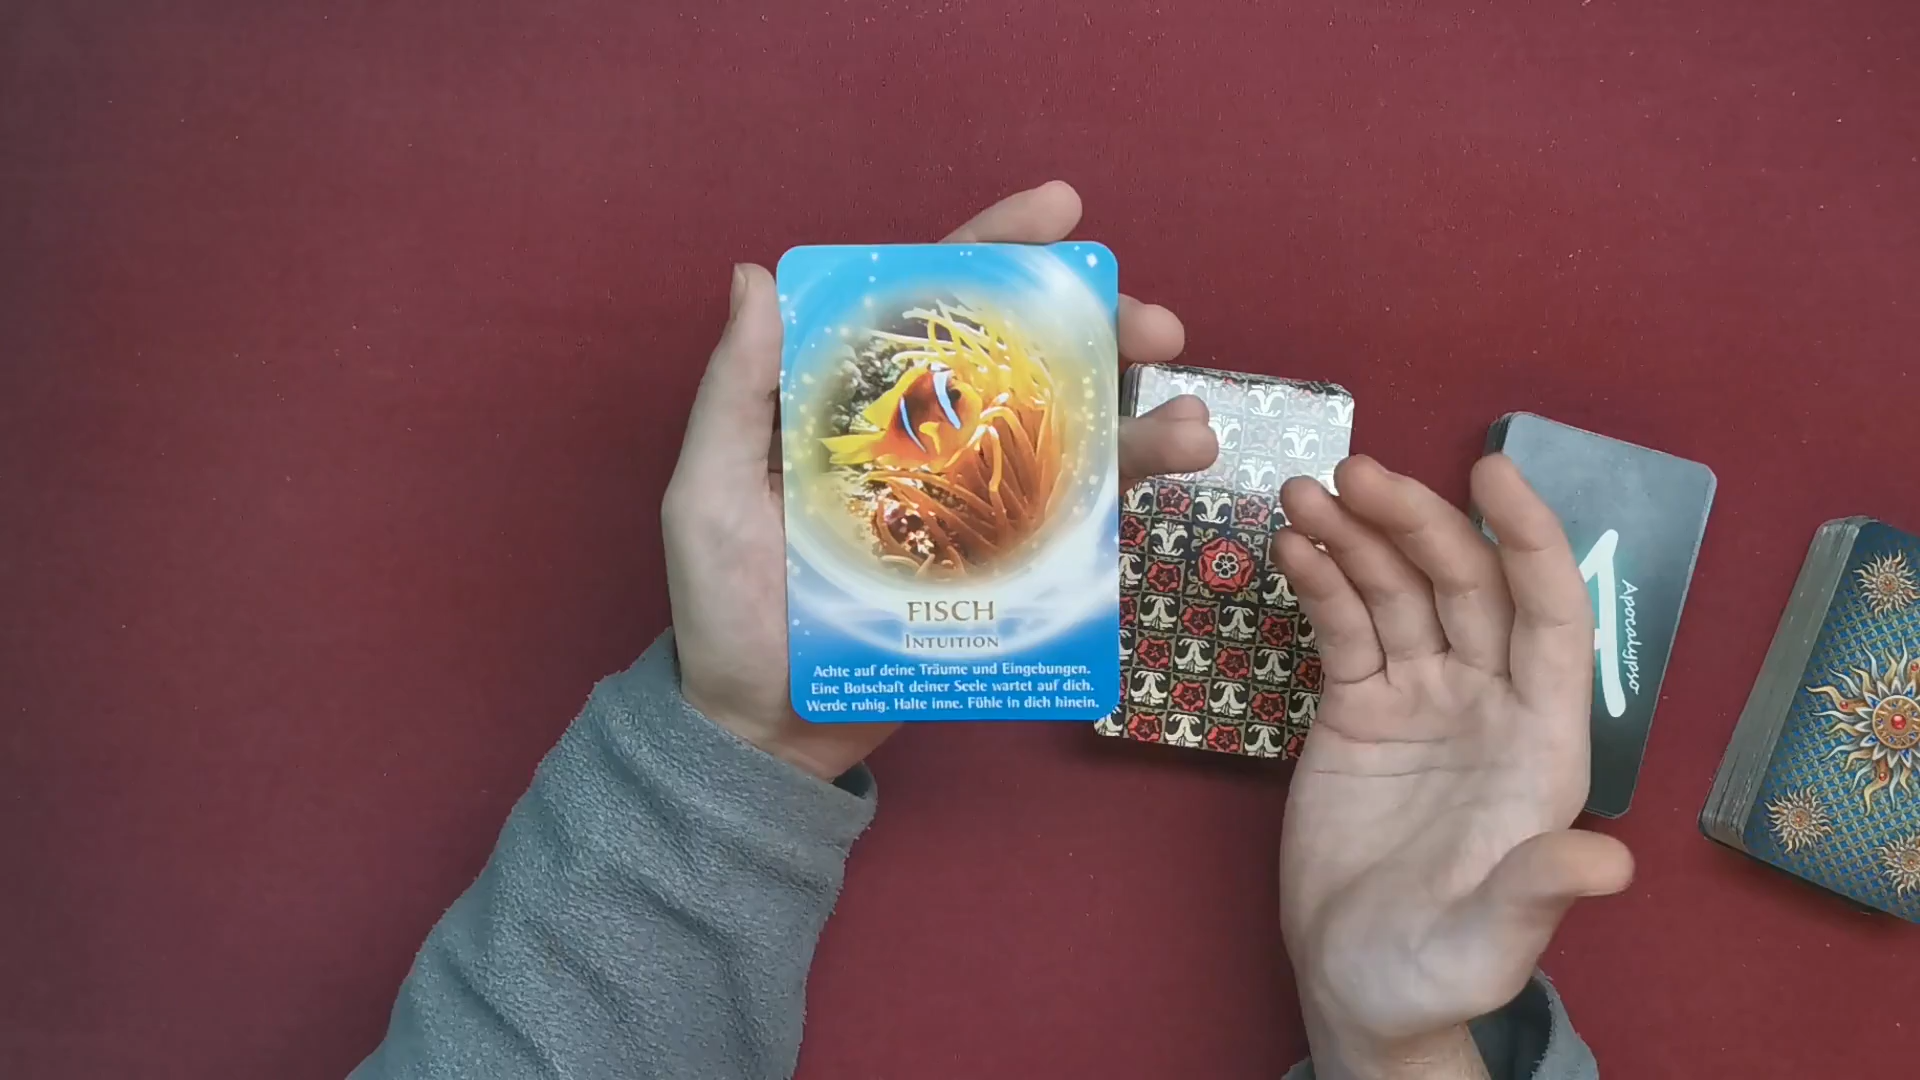 FISCH
INTUITION
Achte auf deine Träume und Eingebungen.
Eine Botschaft deiner Seele wartet auf dich.
Werde ruhig. Halte inne. Fühle in dich hinein.
Apocalypso